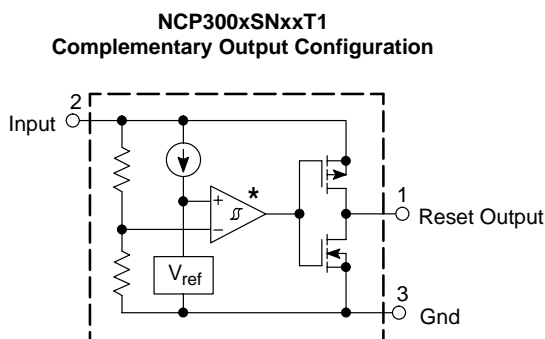 NCP300xSNxxT1
Complementary Output Configuration
2
Input
*
+
−
1
Reset Output
Vref
3
Gnd